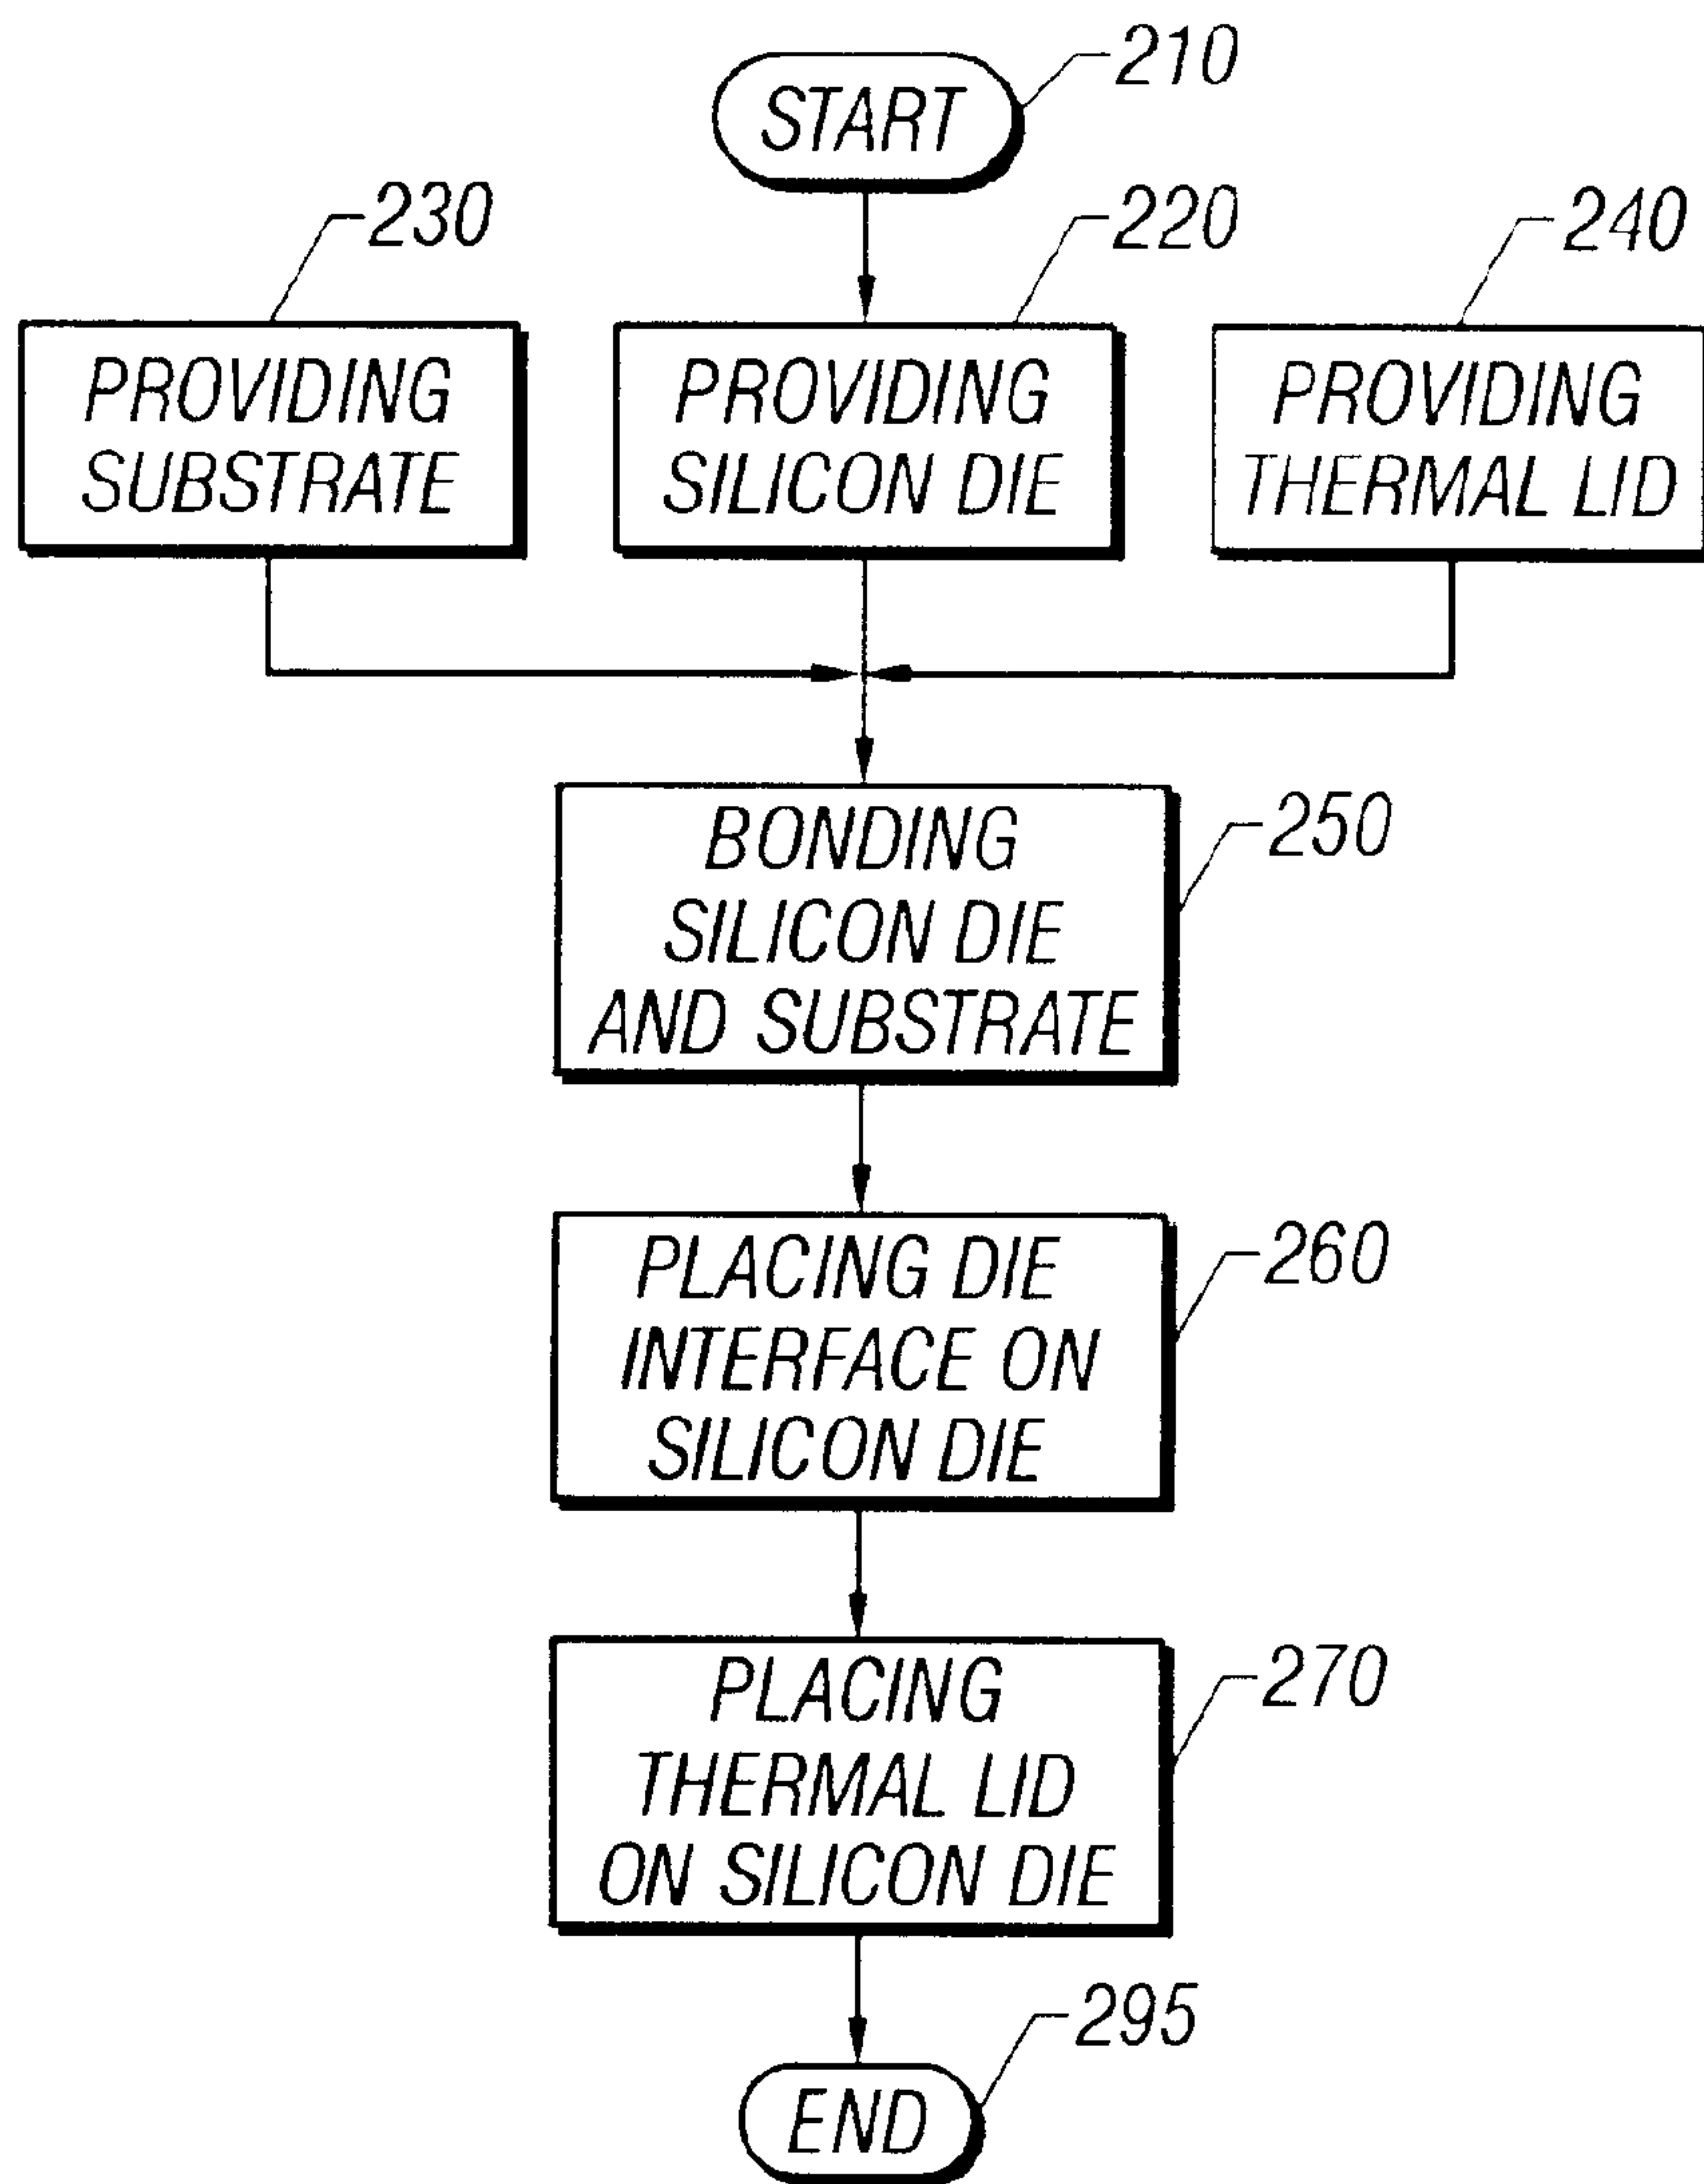 210
START
230
220
240
PROVIDING
SUBSTRATE
PROVIDING
SILICON DIE
PROVIDING
THERMAL LID
BONDING
SILICON DIE
AND SUBSTRATE
250
PLACING DIE
INTERFACE ON
SILICON DIE
260
PLACING
THERMAL LID
ON SILICON DIE
270
295
END